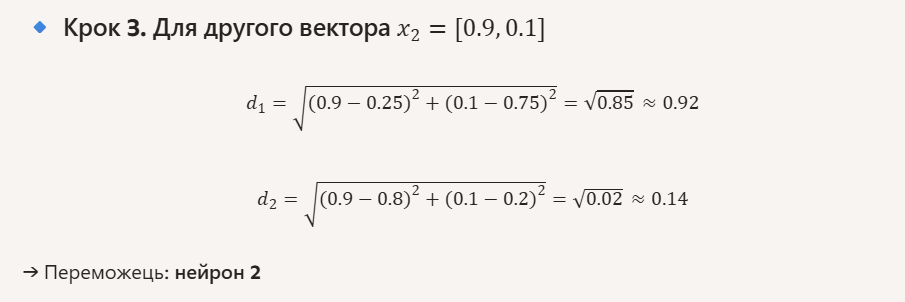 Крок 3. Для другого вектора x₂ = [0.9, 0.1]
d₁ = √((0.9 − 0.25)² + (0.1 − 0.75)²) = √0.85 ≈ 0.92
d₂ = √((0.9 − 0.8)² + (0.1 − 0.2)²) = √0.02 ≈ 0.14
→ Переможець: нейрон 2